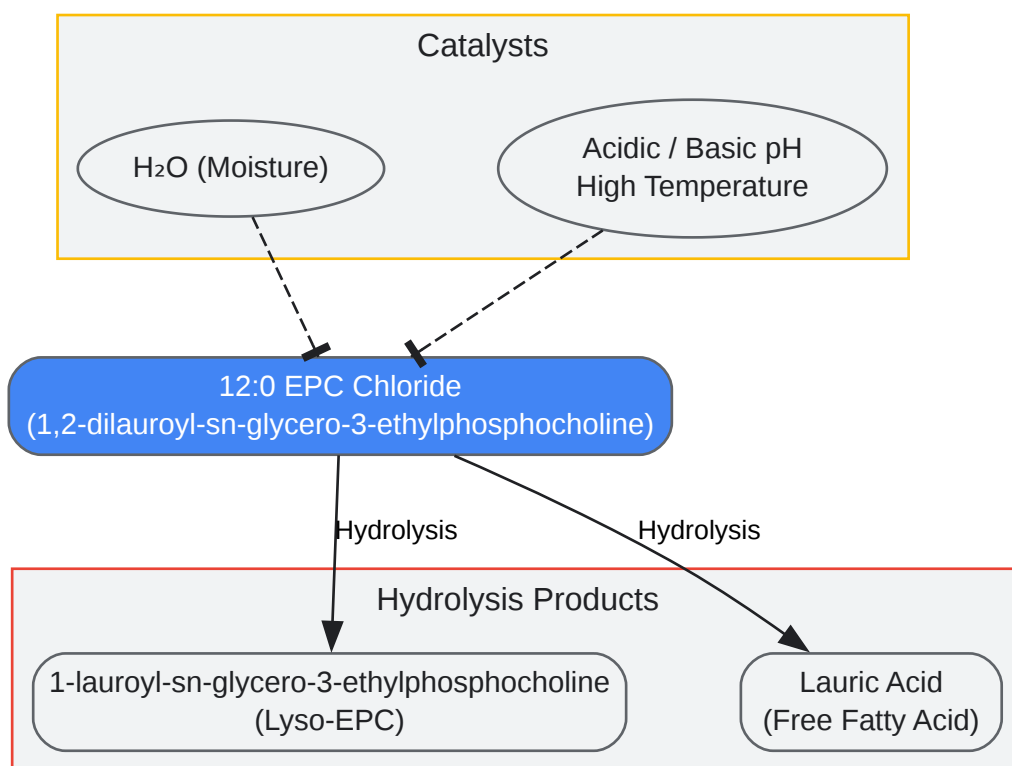 Catalysts
H₂O (Moisture)
Acidic / Basic pH
High Temperature
12:0 EPC Chloride
(1,2-dilauroyl-sn-glycero-3-ethylphosphocholine)
Hydrolysis
Hydrolysis
Hydrolysis Products
1-lauroyl-sn-glycero-3-ethylphosphocholine
(Lyso-EPC)
Lauric Acid
(Free Fatty Acid)